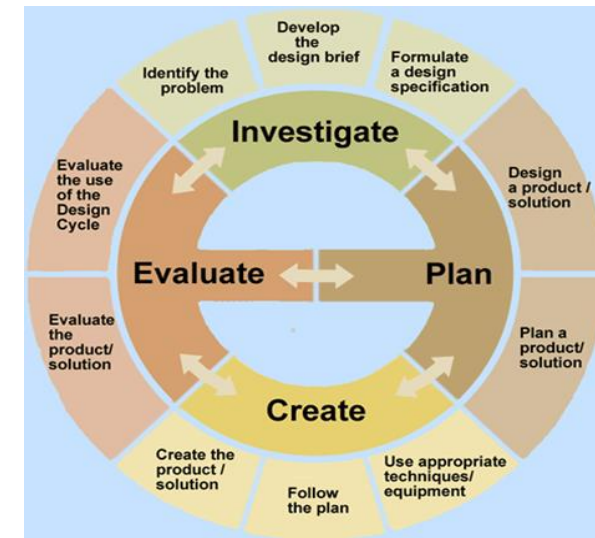 Identify the
problem
Develop
the
design brief
Formulate
a design
specification
Investigate
Evaluate
the use
of the
Design
Cycle
Design
a product /
solution
Evaluate
Plan
Evaluate
the
product/
solution
Plan a
product/
solution
Create
Create the
product /
solution
Follow
the plan
Use appropriate
techniques/
equipment